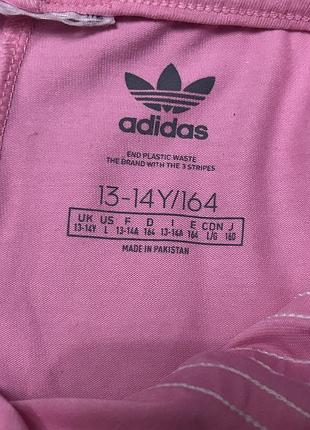 adidas
END PLASTIC WASTE
THE BRAND WITH THE 3 STRIPES
13-14Y/164
UK US F D I E CDN J
13-14Y L 13-14A 164 13-14A 164 L/G 160
MADE IN PAKISTAN